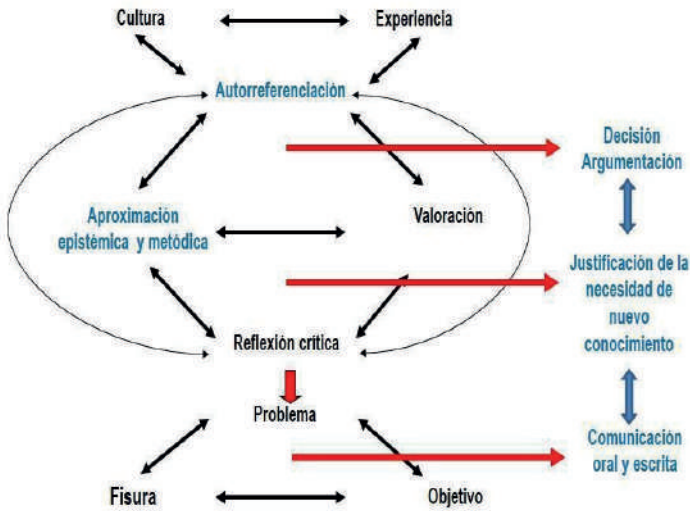 Cultura
Experiencia
Autorreferenciación
Decisión
Argumentación
Aproximación
epistémica y metódica
Valoración
Justificación de la
necesidad de
nuevo
conocimiento
Reflexión crítica
Problema
Comunicación
oral y escrita
Fisura
Objetivo